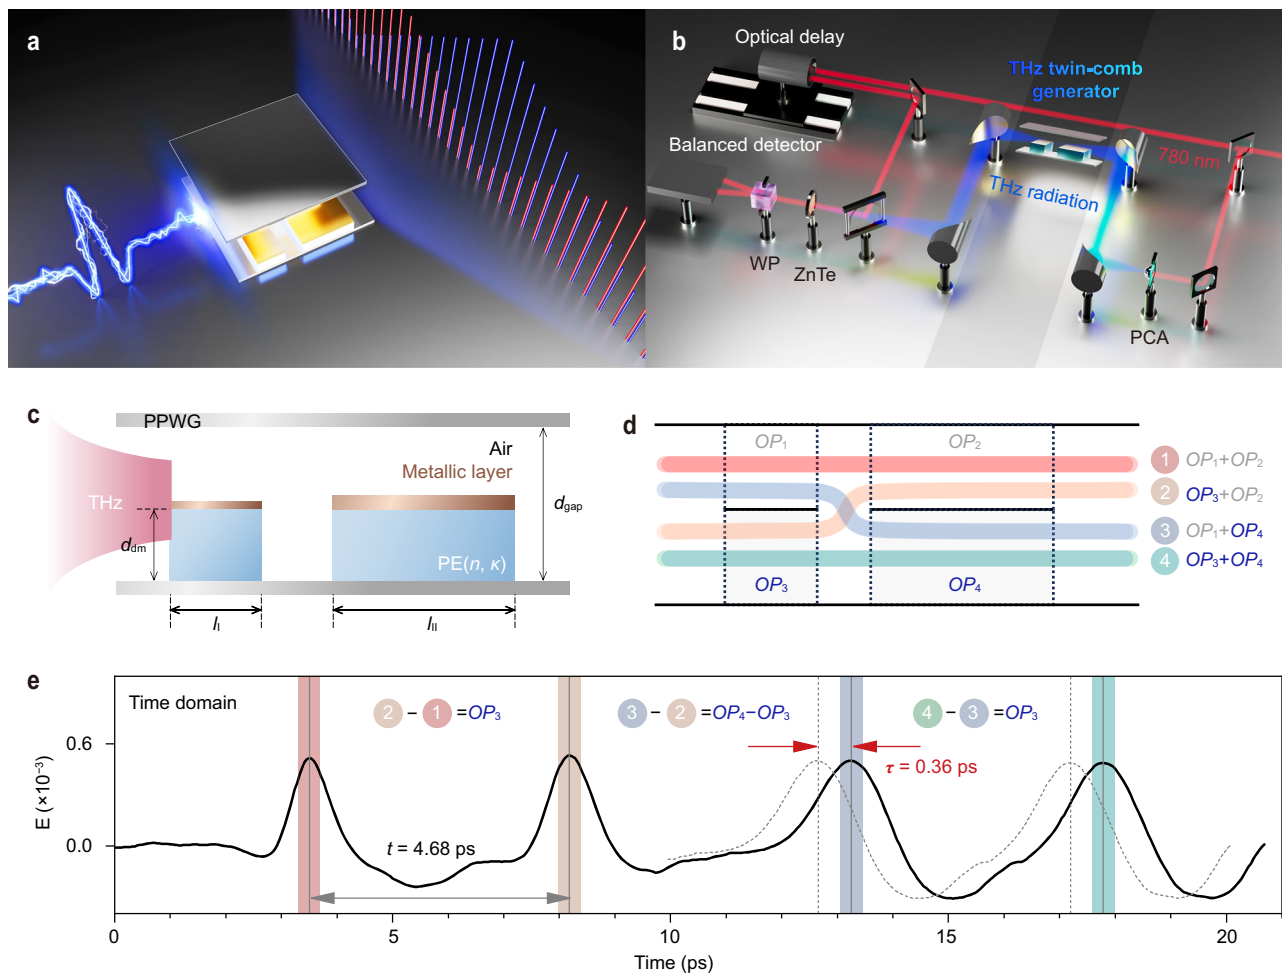 a
b
Optical delay
THz twin-comb
generator
Balanced detector
780 nm
THz radiation
WP
ZnTe
PCA
c
PPWG
Air
Metallic layer
THz
d_dm
d_gap
PE(n, κ)
l_I
l_II
d
OP₁
OP₂
OP₃
OP₄
1 OP₁+OP₂
2 OP₃+OP₂
3 OP₁+OP₄
4 OP₃+OP₄
e
Time domain
2 − 1 =OP₃
3 − 2 =OP₄−OP₃
4 − 3 =OP₃
τ = 0.36 ps
t = 4.68 ps
E (×10⁻³)
0.6
0.0
0
5
10
15
20
Time (ps)